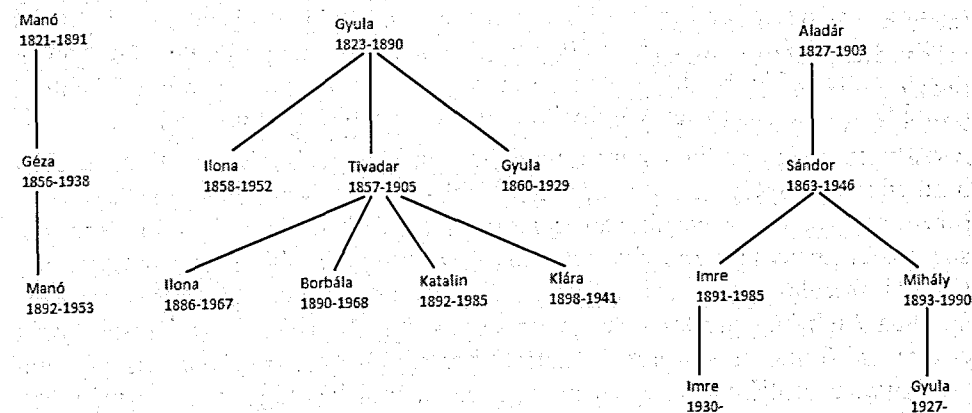 Manó
1821-1891
Gyula
1823-1890
Aladár
1827-1903
Géza
1856-1938
Ilona
1858-1952
Tivadar
1857-1905
Gyula
1860-1929
Sándor
1863-1946
Manó
1892-1953
Ilona
1886-1967
Borbála
1890-1968
Katalin
1892-1985
Klára
1898-1941
Imre
1891-1985
Mihály
1893-1990
Imre
1930-
Gyula
1927-